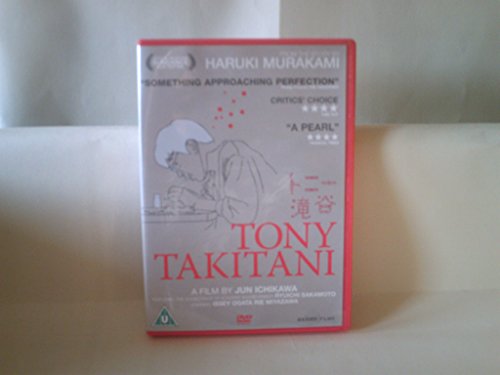 HARUKI MURAKAMI
"SOMETHING APPROACHING PERFECTION"
CRITICS' CHOICE
★★★★
"A PEARL"
★★★★
トニー
滝谷
TONY
TAKITANI
A FILM BY JUN ICHIKAWA
RYUICHI SAKAMOTO
ISSEY OGATA RIE MIYAZAWA
U
DVD